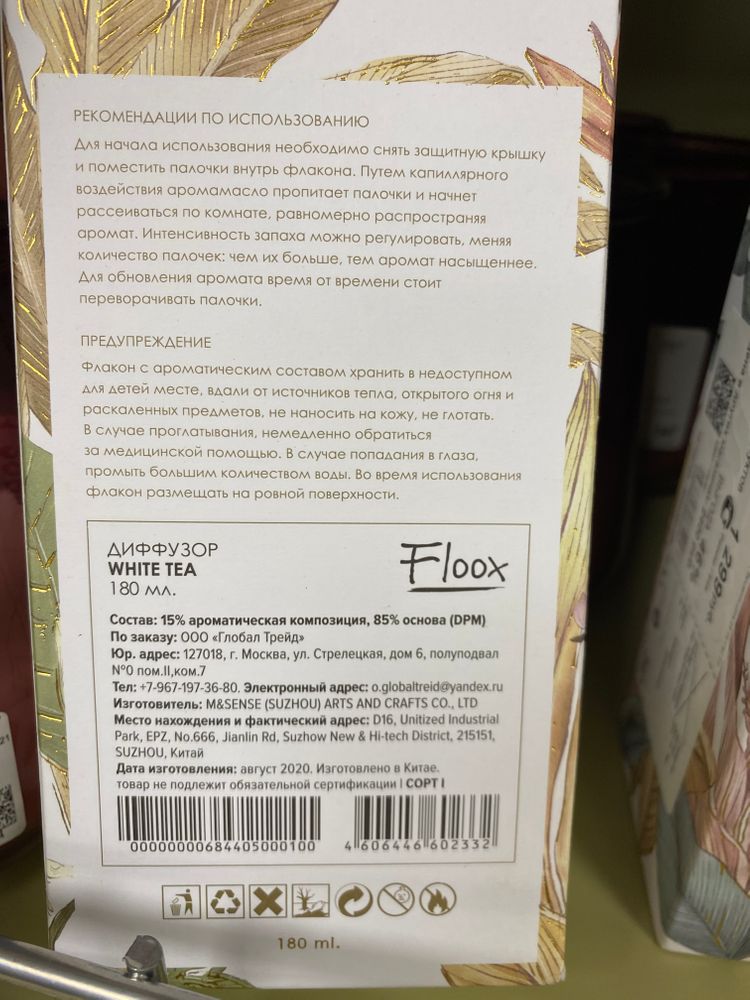 РЕКОМЕНДАЦИИ ПО ИСПОЛЬЗОВАНИЮ
Для начала использования необходимо снять защитную крышку
и поместить палочки внутрь флакона. Путем капиллярного
воздействия аромамасло пропитает палочки и начнет
рассеиваться по комнате, равномерно распространяя
аромат. Интенсивность запаха можно регулировать, меняя
количество палочек: чем их больше, тем аромат насыщеннее.
Для обновления аромата время от времени стоит
переворачивать палочки.
ПРЕДУПРЕЖДЕНИЕ
Флакон с ароматическим составом хранить в недоступном
для детей месте, вдали от источников тепла, открытого огня и
раскаленных предметов, не наносить на кожу, не глотать.
В случае проглатывания, немедленно обратиться
за медицинской помощью. В случае попадания в глаза,
промыть большим количеством воды. Во время использования
флакон размещать на ровной поверхности.
ДИФФУЗОР
WHITE TEA
180 мл.
Floox
Состав: 15% ароматическая композиция, 85% основа (DPM)
По заказу: ООО «Глобал Трейд»
Юр. адрес: 127018, г. Москва, ул. Стрелецкая, дом 6, полуподвал
№0 пом.II,ком.7
Тел: +7-967-197-36-80. Электронный адрес: o.globaltreid@yandex.ru
Изготовитель: M&SENSE (SUZHOU) ARTS AND CRAFTS CO., LTD
Место нахождения и фактический адрес: D16, Unitized Industrial
Park, EPZ, No.666, Jianlin Rd, Suzhow New & Hi-tech District, 215151,
SUZHOU, Китай
Дата изготовления: август 2020. Изготовлено в Китае.
товар не подлежит обязательной сертификации | СОРТ I
00000000684405000100
4 606446 602332
180 ml.
1 299
21